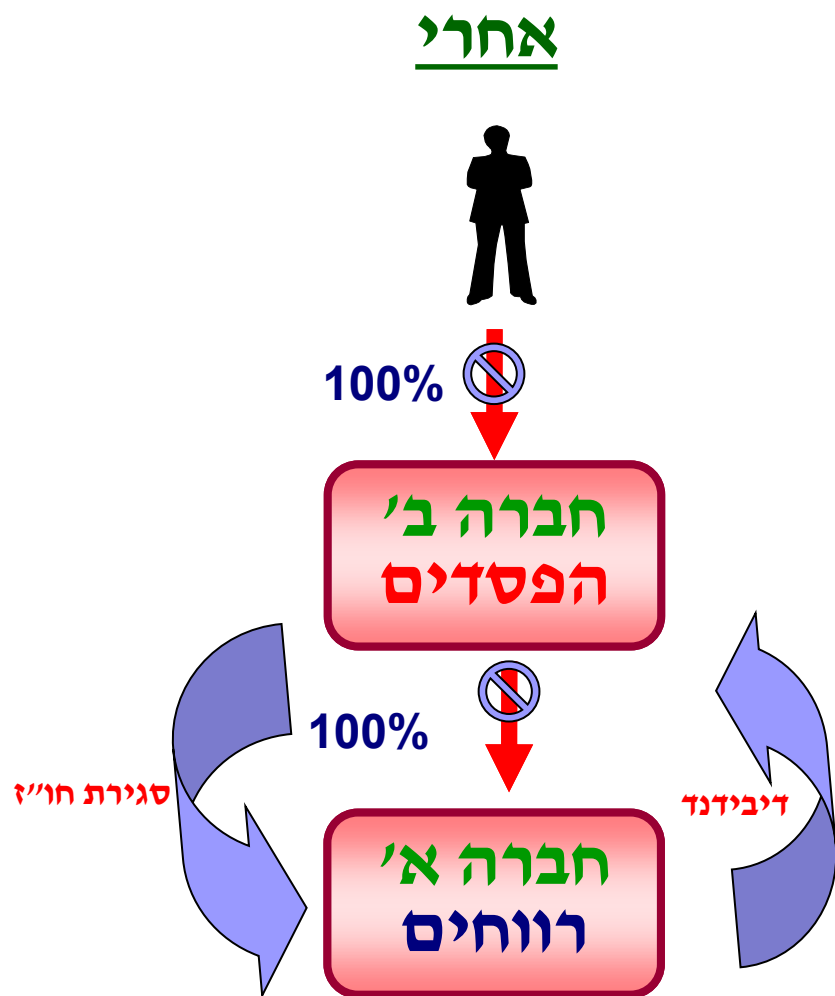 אחרי
100%
חברה ב'
הפסדים
100%
סגירת חו"ז
דיבידנד
חברה א'
רווחים